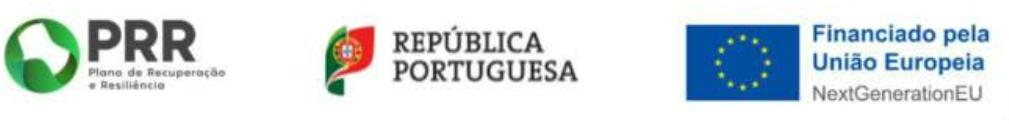 PRR
Plano de Recuperação
e Resiliência
REPÚBLICA
PORTUGUESA
Financiado pela
União Europeia
NextGenerationEU